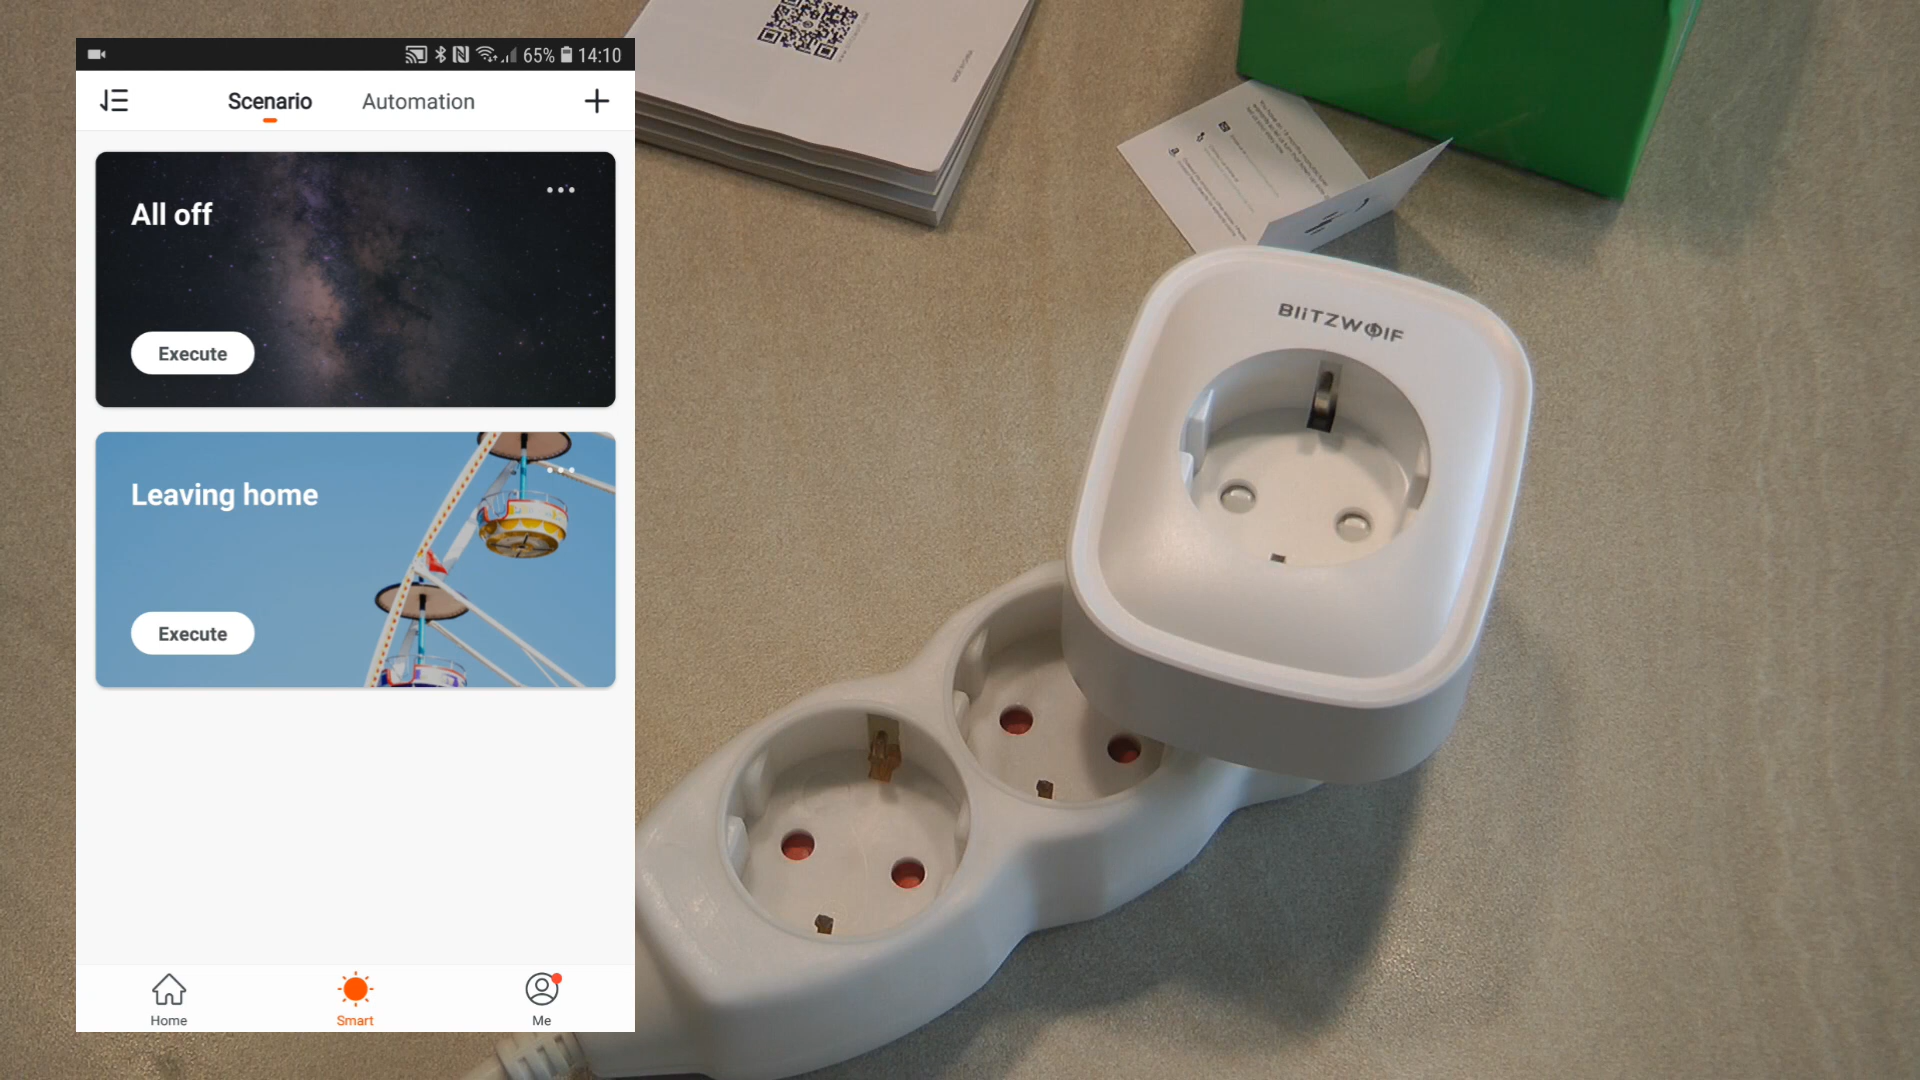 65% 14:10
Scenario Automation
All off
Execute
Leaving home
Execute
Home Smart Me
BlitzWolf